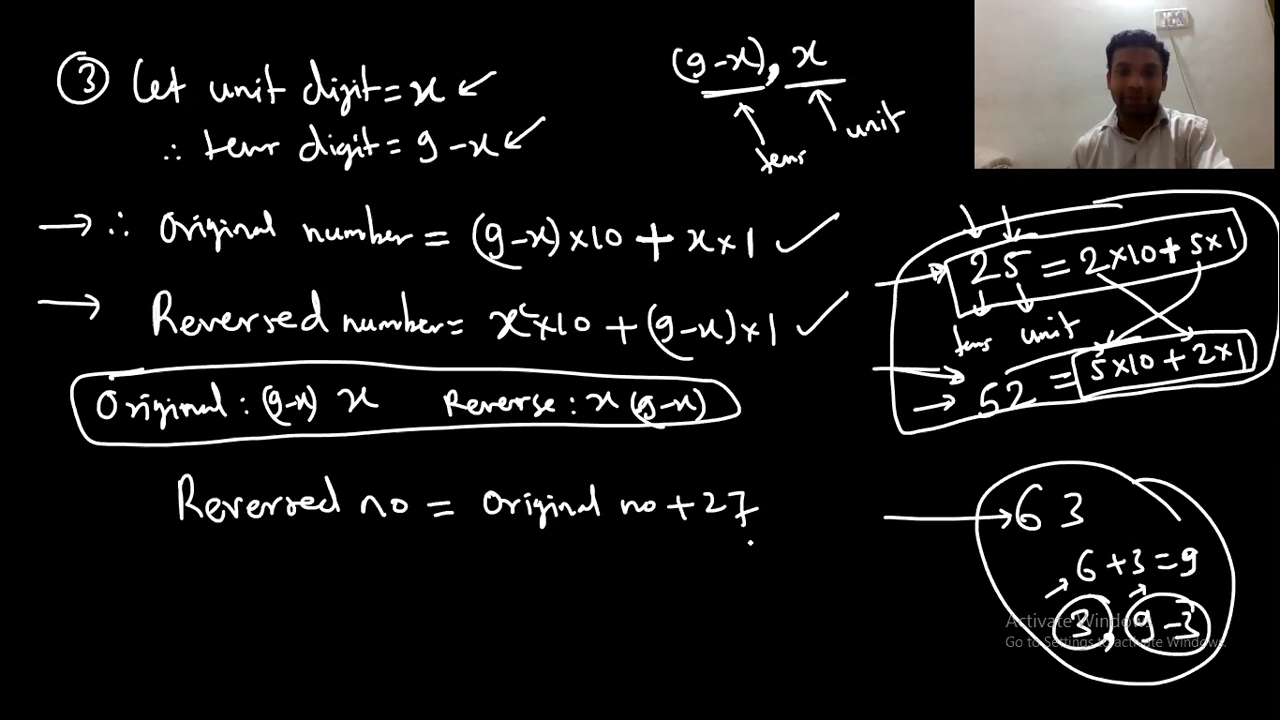 ③ Let unit digit = x
∴ tens digit = 9-x
(9-x), x
tens
unit
→ ∴ Original number = (9-x)×10 + x×1 ✓
→ Reversed number = x×10 + (9-x)×1 ✓
Original : (9-x) x Reverse : x (9-x)
Reversed no = Original no + 27
25 = 2×10 + 5×1
tens unit
52 = 5×10 + 2×1
63
6+3=9
3, 9-3
Activate Windows
Go to Settings to activate Windows.